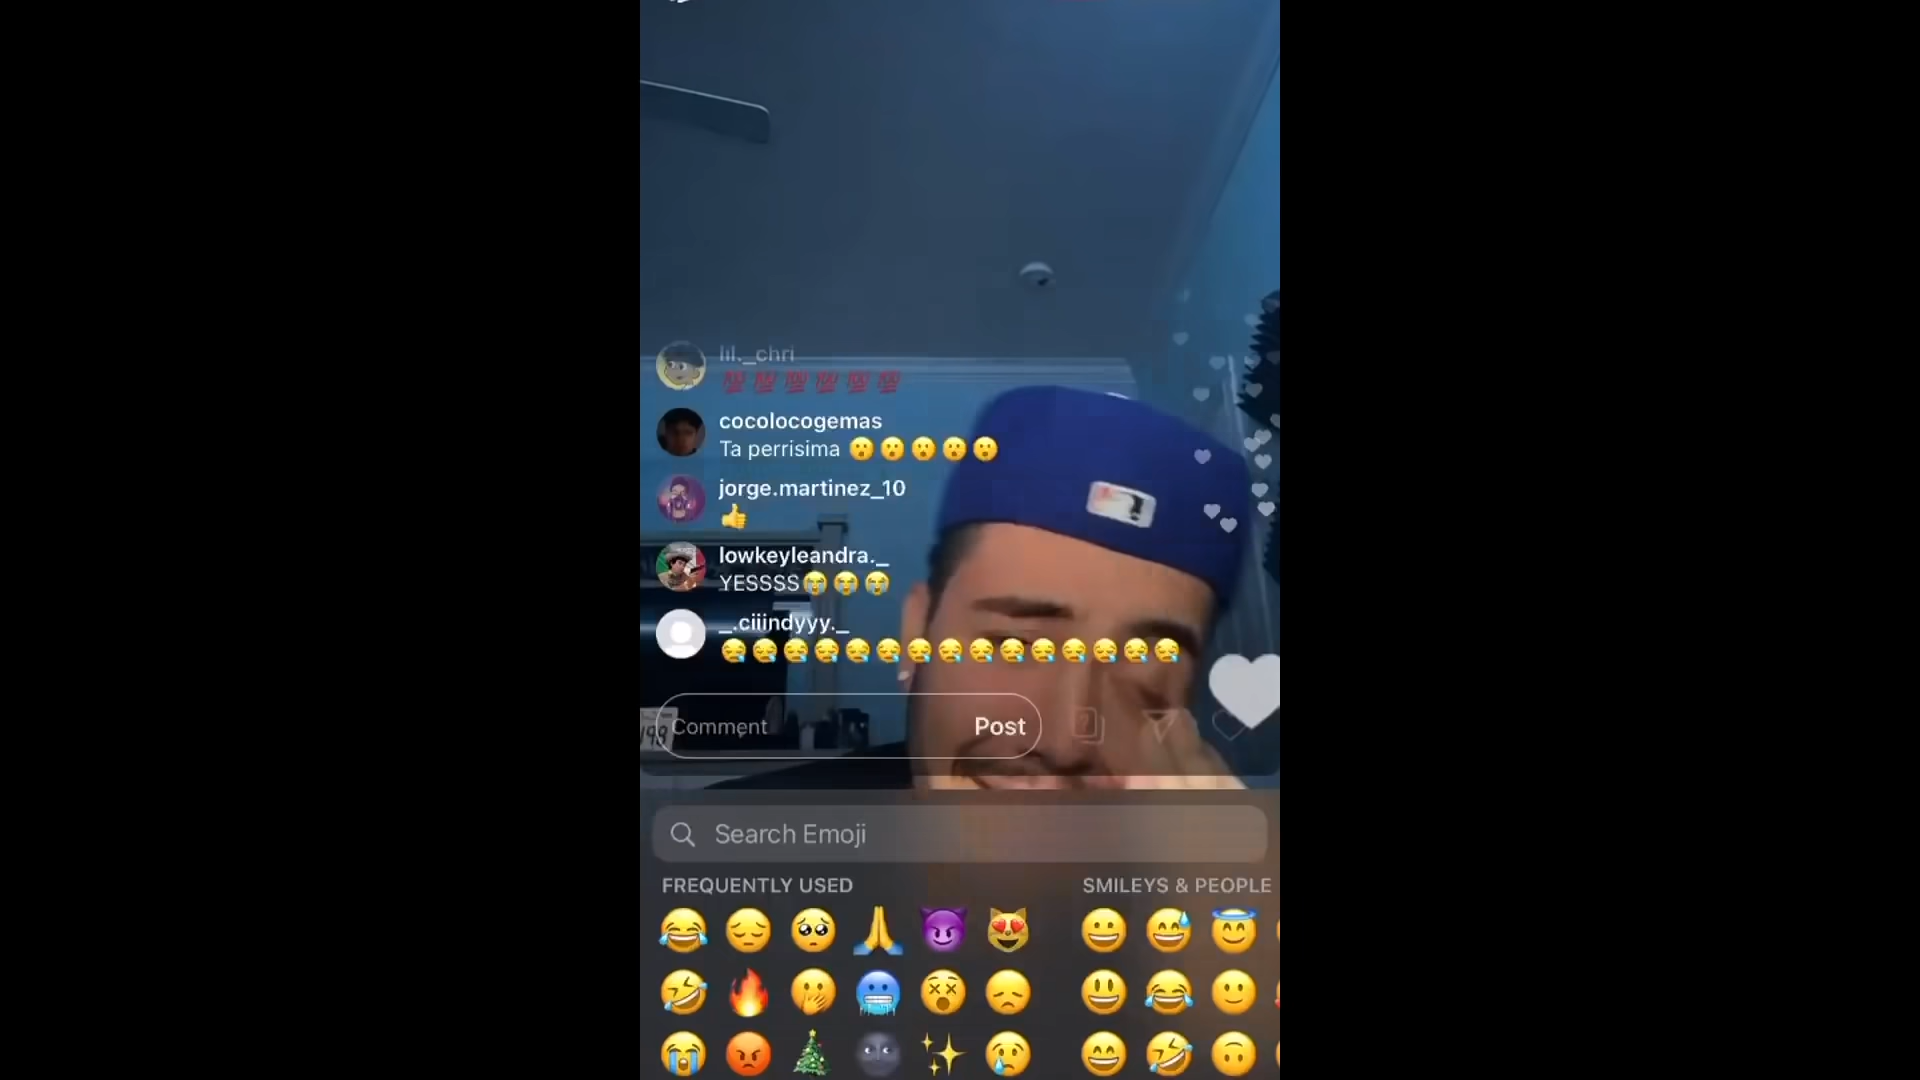 lil._chri
💯💯💯💯💯💯
cocolocogemas
Ta perrisima 😮😮😮😮😮
jorge.martinez_10
👍
lowkeyleandra._
YESSSS😭😭😭
_.ciiindyyy._
😪😪😪😪😪😪😪😪😪😪😪😪😪😪😪
Comment
Post
Search Emoji
FREQUENTLY USED
SMILEYS & PEOPLE